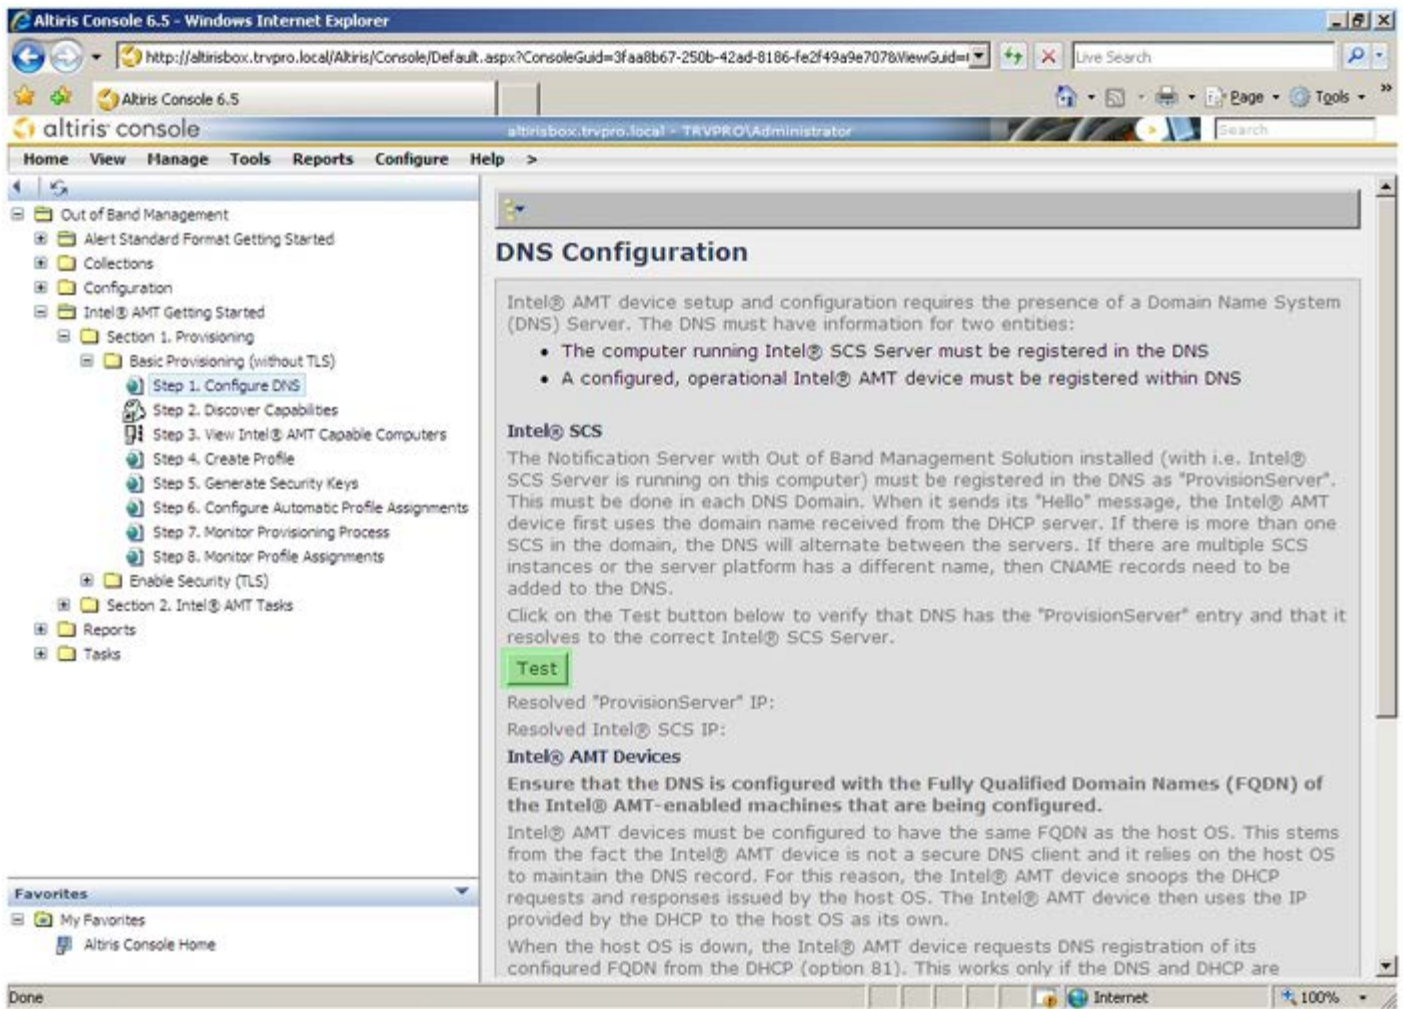 Altiris Console 6.5 - Windows Internet Explorer
http://altirisbox.trvpro.local/Altiris/Console/Default.aspx?ConsoleGuid=3faa8b67-250b-42ad-8186-fe2f49a9e707&ViewGuid=
Live Search
Altiris Console 6.5
Page
Tools
»
altiris console
altirisbox.trvpro.local - TRVPRO\Administrator
Search
Home View Manage Tools Reports Configure Help >
Out of Band Management
Alert Standard Format Getting Started
Collections
Configuration
Intel® AMT Getting Started
Section 1. Provisioning
Basic Provisioning (without TLS)
Step 1. Configure DNS
Step 2. Discover Capabilities
Step 3. View Intel® AMT Capable Computers
Step 4. Create Profile
Step 5. Generate Security Keys
Step 6. Configure Automatic Profile Assignments
Step 7. Monitor Provisioning Process
Step 8. Monitor Profile Assignments
Enable Security (TLS)
Section 2. Intel® AMT Tasks
Reports
Tasks
Favorites
My Favorites
Altiris Console Home
DNS Configuration
Intel® AMT device setup and configuration requires the presence of a Domain Name System
(DNS) Server. The DNS must have information for two entities:
• The computer running Intel® SCS Server must be registered in the DNS
• A configured, operational Intel® AMT device must be registered within DNS
Intel® SCS
The Notification Server with Out of Band Management Solution installed (with i.e. Intel®
SCS Server is running on this computer) must be registered in the DNS as "ProvisionServer".
This must be done in each DNS Domain. When it sends its "Hello" message, the Intel® AMT
device first uses the domain name received from the DHCP server. If there is more than one
SCS in the domain, the DNS will alternate between the servers. If there are multiple SCS
instances or the server platform has a different name, then CNAME records need to be
added to the DNS.
Click on the Test button below to verify that DNS has the "ProvisionServer" entry and that it
resolves to the correct Intel® SCS Server.
Test
Resolved "ProvisionServer" IP:
Resolved Intel® SCS IP:
Intel® AMT Devices
Ensure that the DNS is configured with the Fully Qualified Domain Names (FQDN) of
the Intel® AMT-enabled machines that are being configured.
Intel® AMT devices must be configured to have the same FQDN as the host OS. This stems
from the fact the Intel® AMT device is not a secure DNS client and it relies on the host OS
to maintain the DNS record. For this reason, the Intel® AMT device snoops the DHCP
requests and responses issued by the host OS. The Intel® AMT device then uses the IP
provided by the DHCP to the host OS as its own.
When the host OS is down, the Intel® AMT device requests DNS registration of its
configured FQDN from the DHCP (option 81). This works only if the DNS and DHCP are
Done
Internet
100%